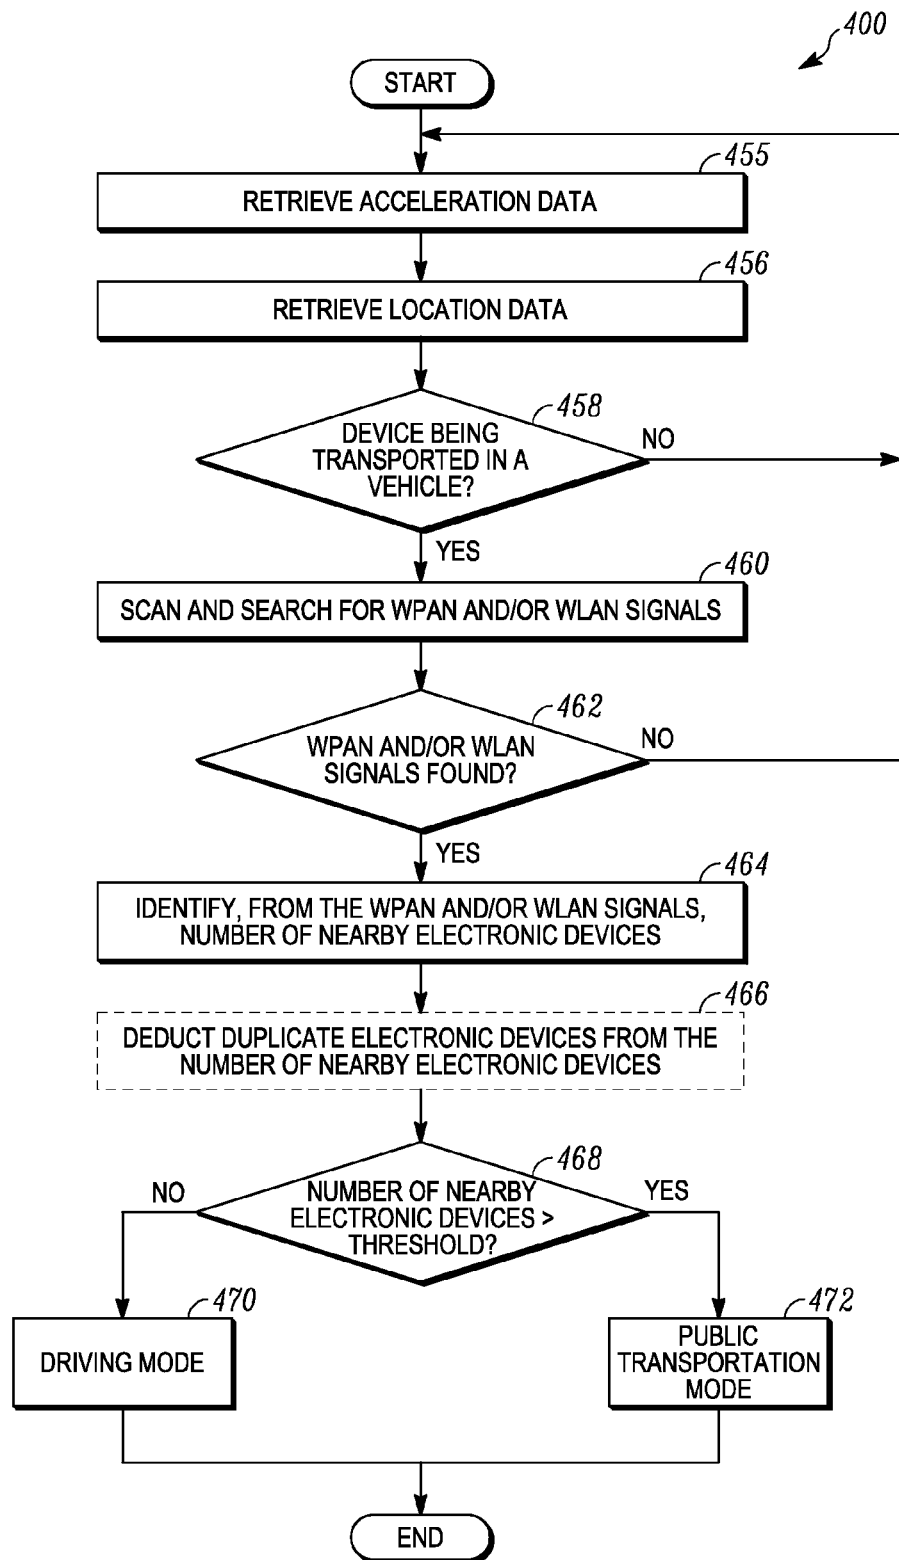 400
START
455
RETRIEVE ACCELERATION DATA
456
RETRIEVE LOCATION DATA
458
DEVICE BEING
TRANSPORTED IN A
VEHICLE?
NO
YES
460
SCAN AND SEARCH FOR WPAN AND/OR WLAN SIGNALS
462
WPAN AND/OR WLAN
SIGNALS FOUND?
NO
YES
464
IDENTIFY, FROM THE WPAN AND/OR WLAN SIGNALS,
NUMBER OF NEARBY ELECTRONIC DEVICES
466
DEDUCT DUPLICATE ELECTRONIC DEVICES FROM THE
NUMBER OF NEARBY ELECTRONIC DEVICES
468
NO
NUMBER OF NEARBY
ELECTRONIC DEVICES >
THRESHOLD?
YES
470
DRIVING MODE
472
PUBLIC
TRANSPORTATION
MODE
END